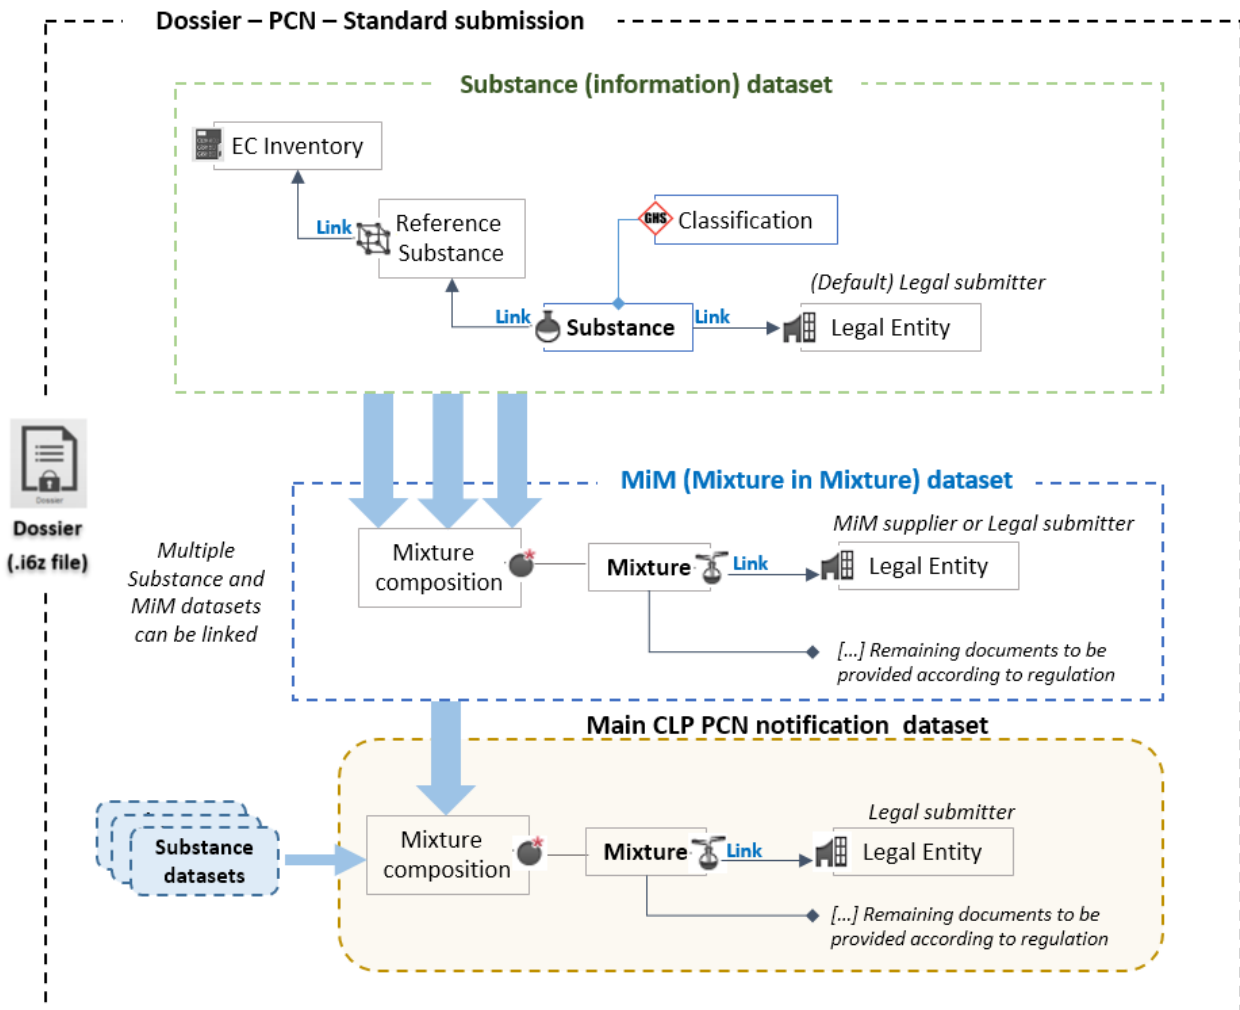 Dossier – PCN – Standard submission
Substance (information) dataset
EC Inventory
Link
Reference
Substance
GHS
Classification
(Default) Legal submitter
Link
Substance
Link
Legal Entity
Dossier
Dossier
(.i6z file)
MiM (Mixture in Mixture) dataset
Multiple
Substance and
MiM datasets
can be linked
MiM supplier or Legal submitter
Mixture
composition
*
Mixture
Link
Legal Entity
[...] Remaining documents to be
provided according to regulation
Main CLP PCN notification  dataset
Substance
datasets
Legal submitter
Mixture
composition
*
Mixture
Link
Legal Entity
[...] Remaining documents to be
provided according to regulation